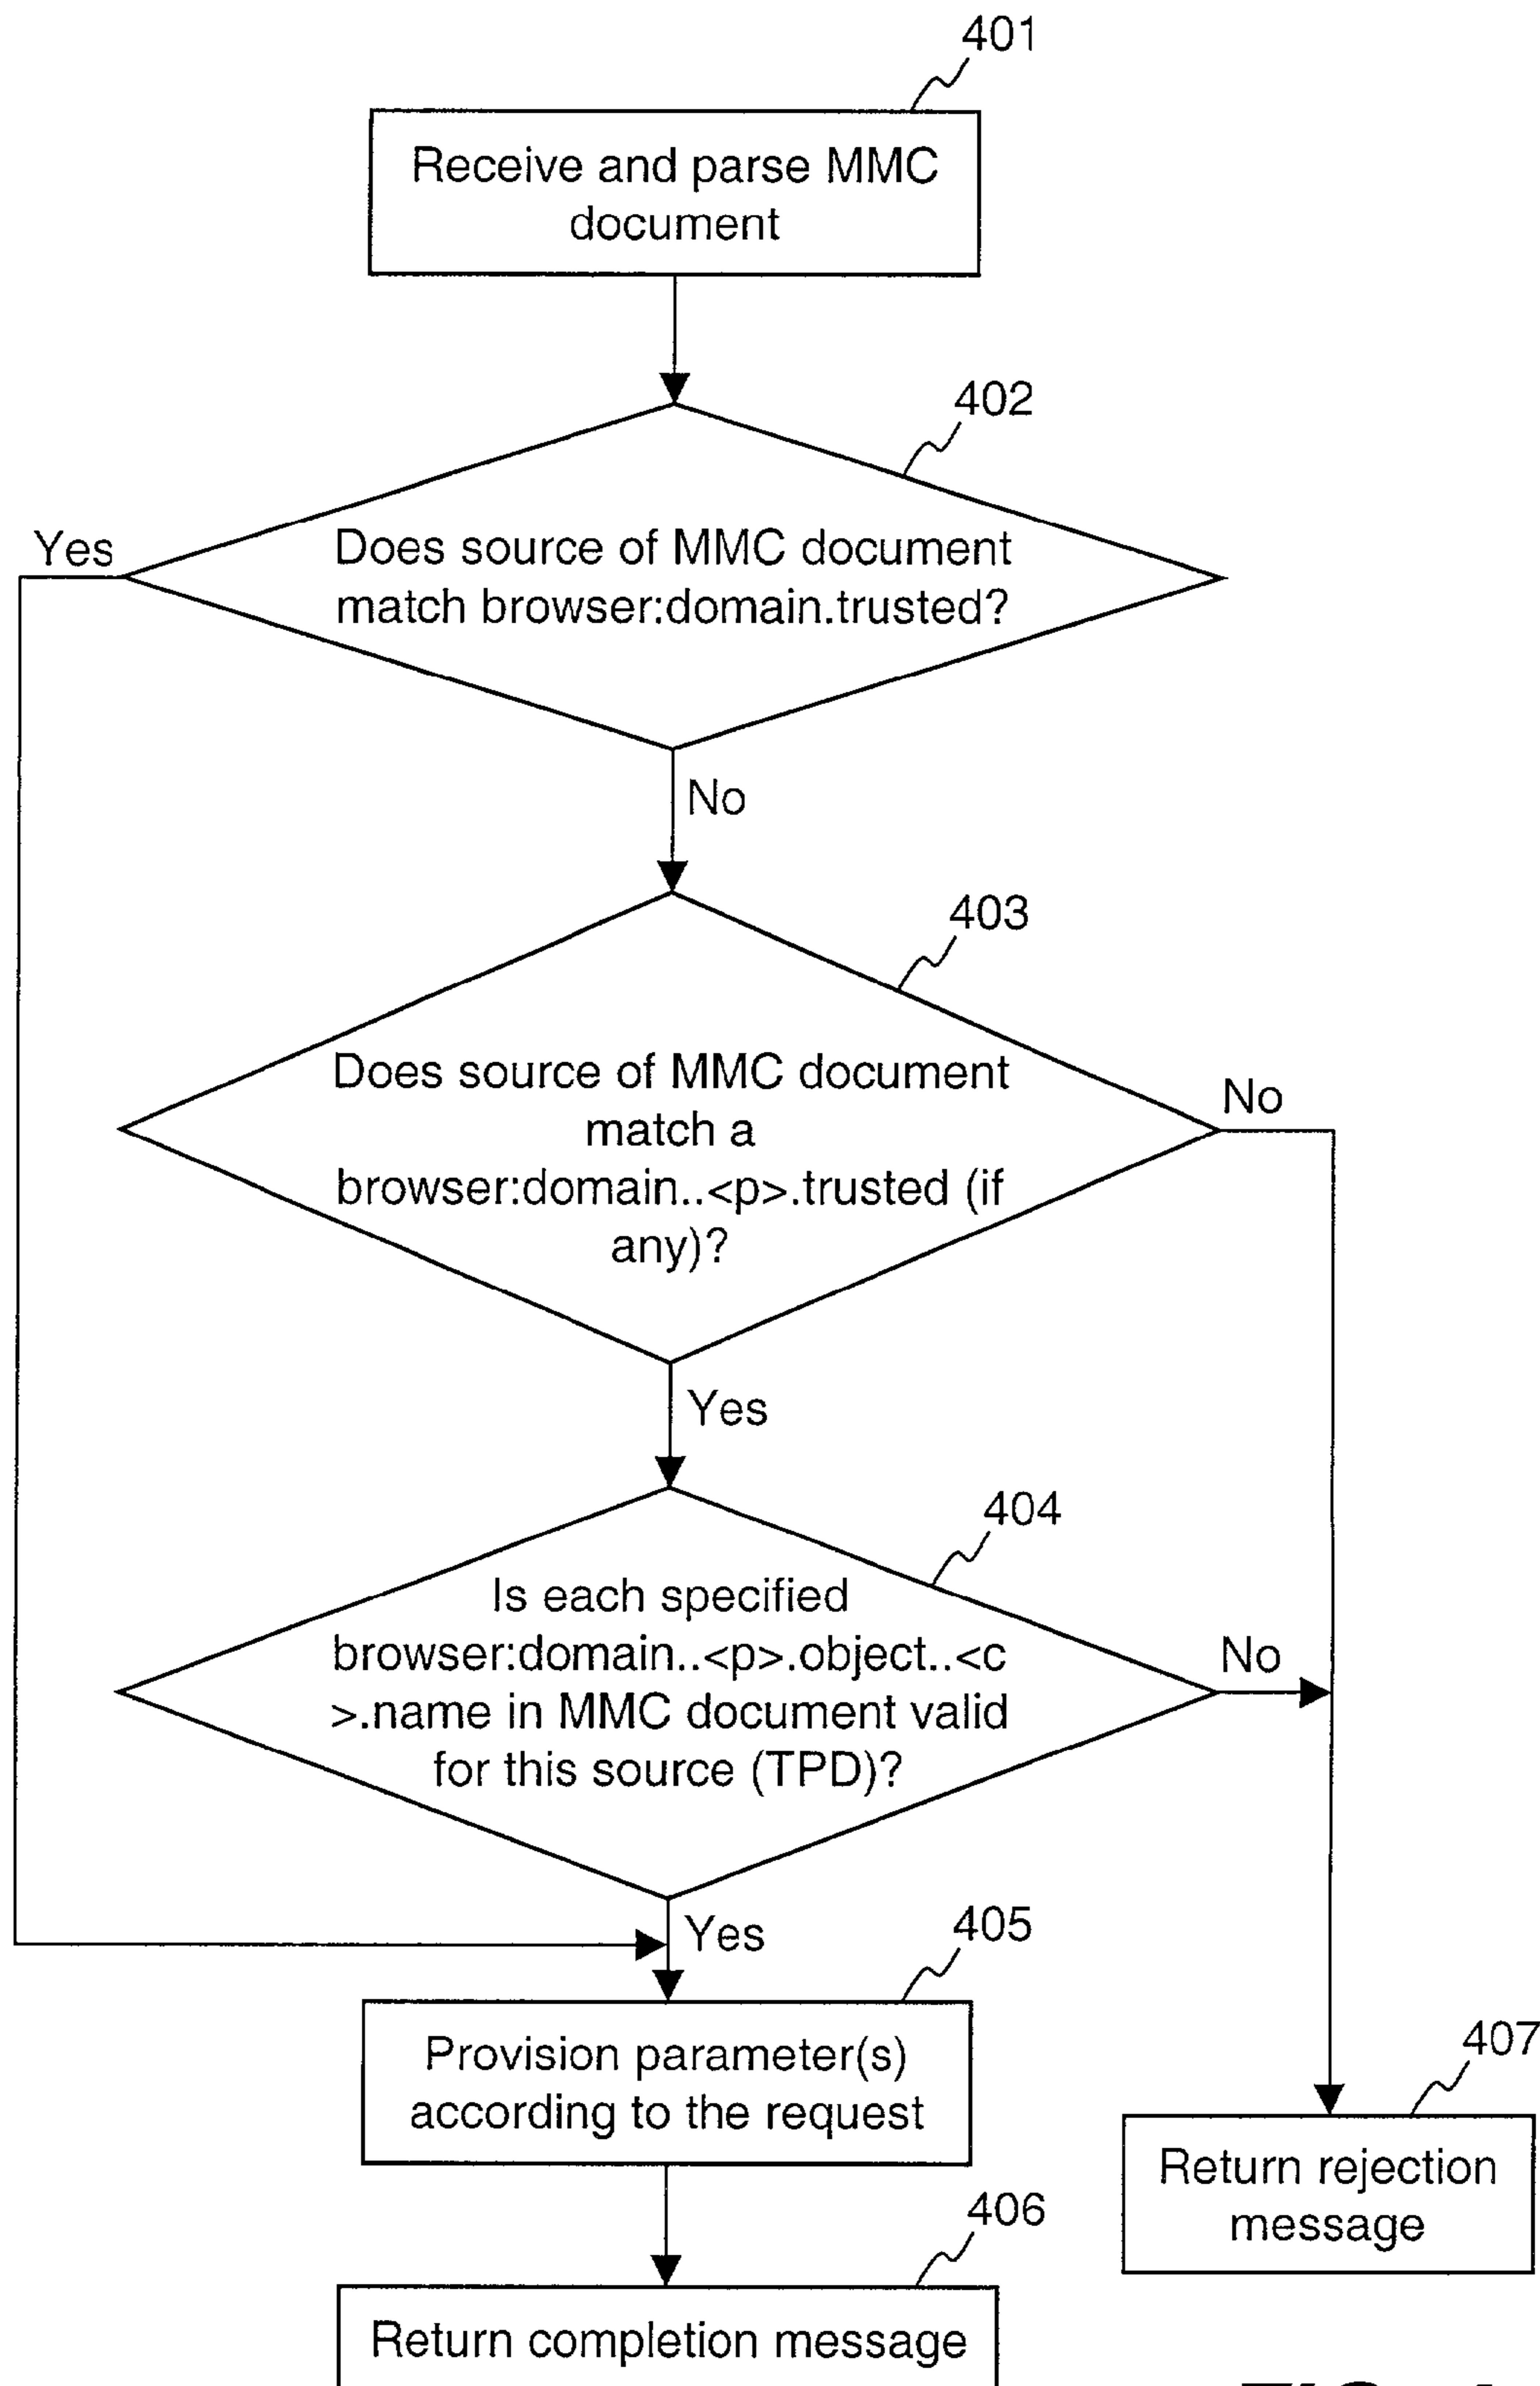 401
Receive and parse MMC
document
402
Yes
Does source of MMC document
match browser:domain.trusted?
No
403
Does source of MMC document
match a
browser:domain..<p>.trusted (if
any)?
No
Yes
404
Is each specified
browser:domain..<p>.object..<c
>.name in MMC document valid
for this source (TPD)?
No
Yes
405
Provision parameter(s)
according to the request
407
Return rejection
message
406
Return completion message